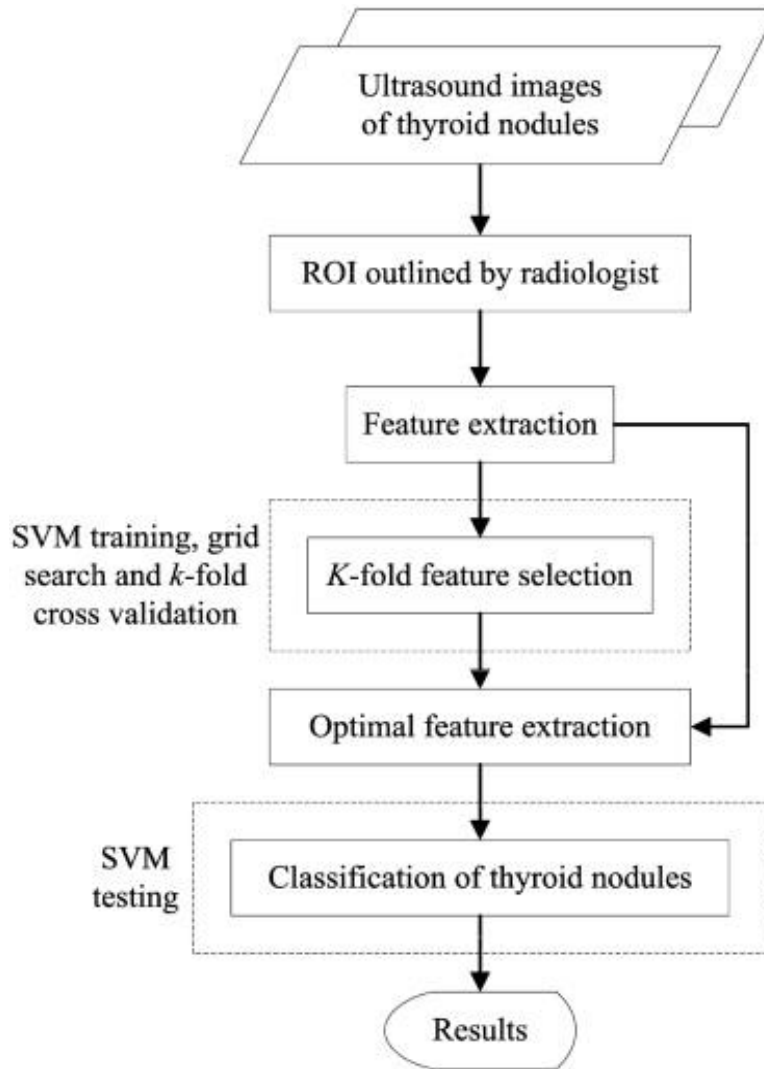 Ultrasound images
of thyroid nodules
ROI outlined by radiologist
Feature extraction
SVM training, grid
search and k-fold
cross validation
K-fold feature selection
Optimal feature extraction
SVM
testing
Classification of thyroid nodules
Results